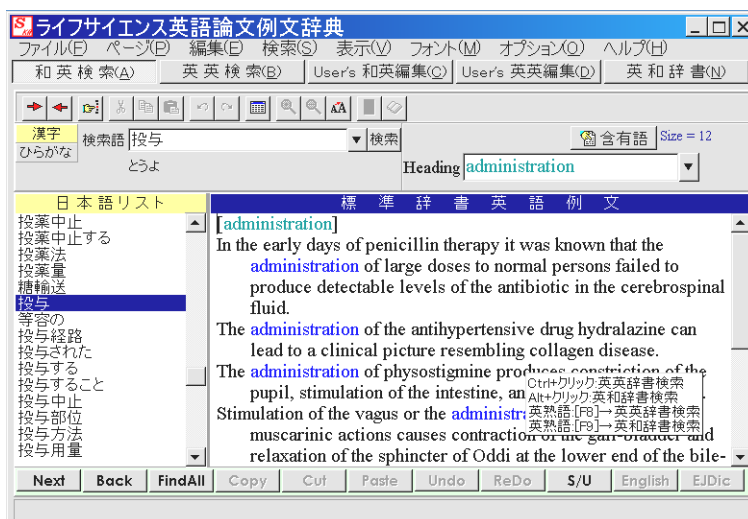 ライフサイエンス英語論文例文辞典
ファイル(F) ページ(P) 編集(E) 検索(S) 表示(V) フォント(M) オプション(O) ヘルプ(H)
和 英 検 索(A) 英 英 検 索(B) User's 和英編集(C) User's 英英編集(D) 英 和 辞 書(N)
漢字
ひらがな
検索語 投与 検索 含有語 Size = 12
とうよ
Heading administration
日 本 語 リ ス ト
投薬中止
投薬中止する
投薬法
投薬量
糖輸送
投与
等容の
投与経路
投与された
投与する
投与すること
投与中止
投与部位
投与方法
投与用量
標 準 辞 書 英 語 例 文
[administration]
In the early days of penicillin therapy it was known that the
administration of large doses to normal persons failed to
produce detectable levels of the antibiotic in the cerebrospinal
fluid.
The administration of the antihypertensive drug hydralazine can
lead to a clinical picture resembling collagen disease.
The administration of physostigmine produces constriction of the
pupil, stimulation of the intestine, an
Stimulation of the vagus or the administra
muscarinic actions causes contraction of the gall-bladder and
relaxation of the sphincter of Oddi at the lower end of the bile-
Ctrl+クリック:英英辞書検索
Alt+クリック:英和辞書検索
英熟語:[F8]→英英辞書検索
英熟語:[F9]→英和辞書検索
Next Back FindAll Copy Cut Paste Undo ReDo S/U English EJDic